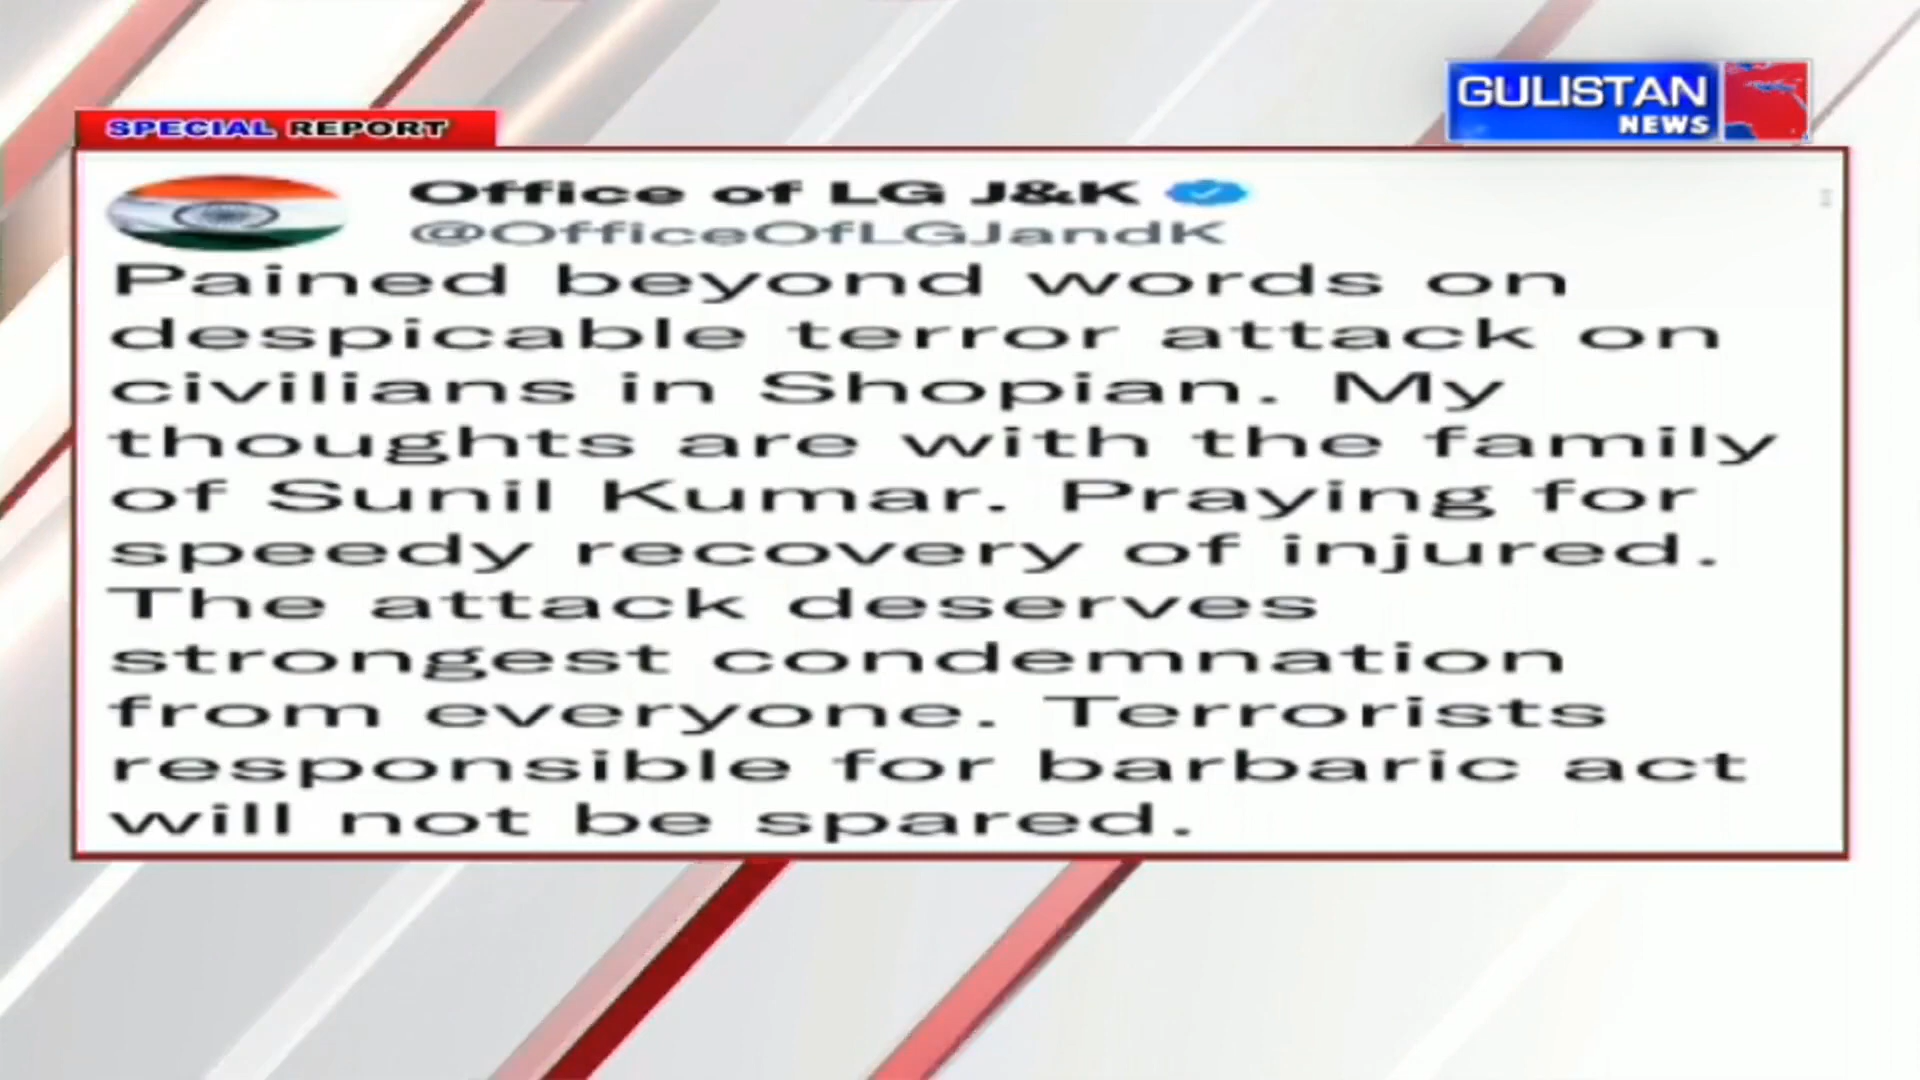 GULISTAN
NEWS
SPECIAL REPORT
Office of LG J&K
@OfficeOfLGJandK
Pained beyond words on
despicable terror attack on
civilians in Shopian. My
thoughts are with the family
of Sunil Kumar. Praying for
speedy recovery of injured.
The attack deserves
strongest condemnation
from everyone. Terrorists
responsible for barbaric act
will not be spared.